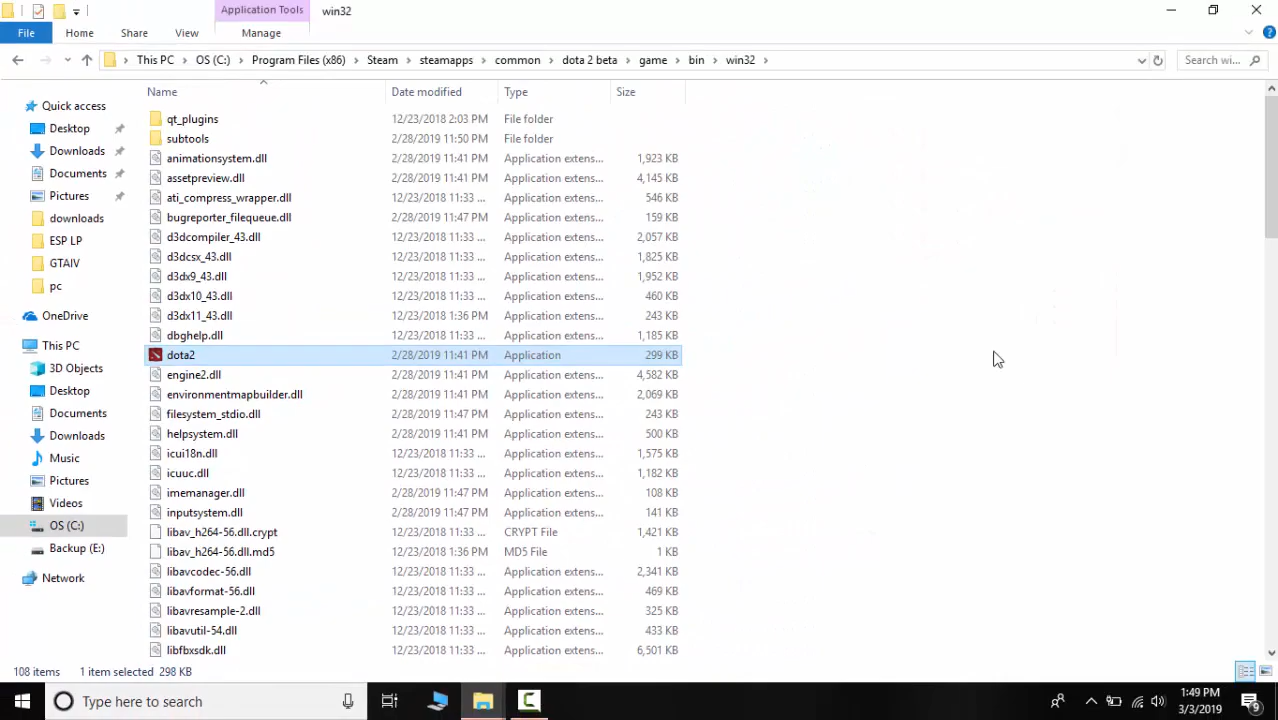 Application Tools win32
File Home Share View Manage
This PC OS (C:) Program Files (x86) Steam steamapps common dota 2 beta game bin win32 Search wi...
Name Date modified Type Size
Quick access
Desktop
Downloads
Documents
Pictures
downloads
ESP LP
GTAIV
pc
OneDrive
This PC
3D Objects
Desktop
Documents
Downloads
Music
Pictures
Videos
OS (C:)
Backup (E:)
Network
qt_plugins 12/23/2018 2:03 PM File folder
subtools 2/28/2019 11:50 PM File folder
animationsystem.dll 2/28/2019 11:41 PM Application extens... 1,923 KB
assetpreview.dll 2/28/2019 11:41 PM Application extens... 4,145 KB
ati_compress_wrapper.dll 12/23/2018 11:33 ... Application extens... 546 KB
bugreporter_filequeue.dll 2/28/2019 11:47 PM Application extens... 159 KB
d3dcompiler_43.dll 12/23/2018 11:33 ... Application extens... 2,057 KB
d3dcsx_43.dll 12/23/2018 11:33 ... Application extens... 1,825 KB
d3dx9_43.dll 12/23/2018 11:33 ... Application extens... 1,952 KB
d3dx10_43.dll 12/23/2018 11:33 ... Application extens... 460 KB
d3dx11_43.dll 12/23/2018 1:36 PM Application extens... 243 KB
dbghelp.dll 12/23/2018 11:33 ... Application extens... 1,185 KB
dota2 2/28/2019 11:41 PM Application 299 KB
engine2.dll 2/28/2019 11:41 PM Application extens... 4,582 KB
environmentmapbuilder.dll 2/28/2019 11:41 PM Application extens... 2,069 KB
filesystem_stdio.dll 2/28/2019 11:47 PM Application extens... 243 KB
helpsystem.dll 2/28/2019 11:41 PM Application extens... 500 KB
icui18n.dll 12/23/2018 11:33 ... Application extens... 1,575 KB
icuuc.dll 12/23/2018 11:33 ... Application extens... 1,182 KB
imemanager.dll 2/28/2019 11:47 PM Application extens... 108 KB
inputsystem.dll 2/28/2019 11:47 PM Application extens... 141 KB
libav_h264-56.dll.crypt 12/23/2018 11:33 ... CRYPT File 1,421 KB
libav_h264-56.dll.md5 12/23/2018 1:36 PM MD5 File 1 KB
libavcodec-56.dll 12/23/2018 11:33 ... Application extens... 2,341 KB
libavformat-56.dll 12/23/2018 11:33 ... Application extens... 469 KB
libavresample-2.dll 12/23/2018 11:33 ... Application extens... 325 KB
libavutil-54.dll 12/23/2018 11:33 ... Application extens... 433 KB
libfbxsdk.dll 12/23/2018 11:33 ... Application extens... 6,501 KB
108 items 1 item selected 298 KB
Type here to search 1:49 PM
3/3/2019 9